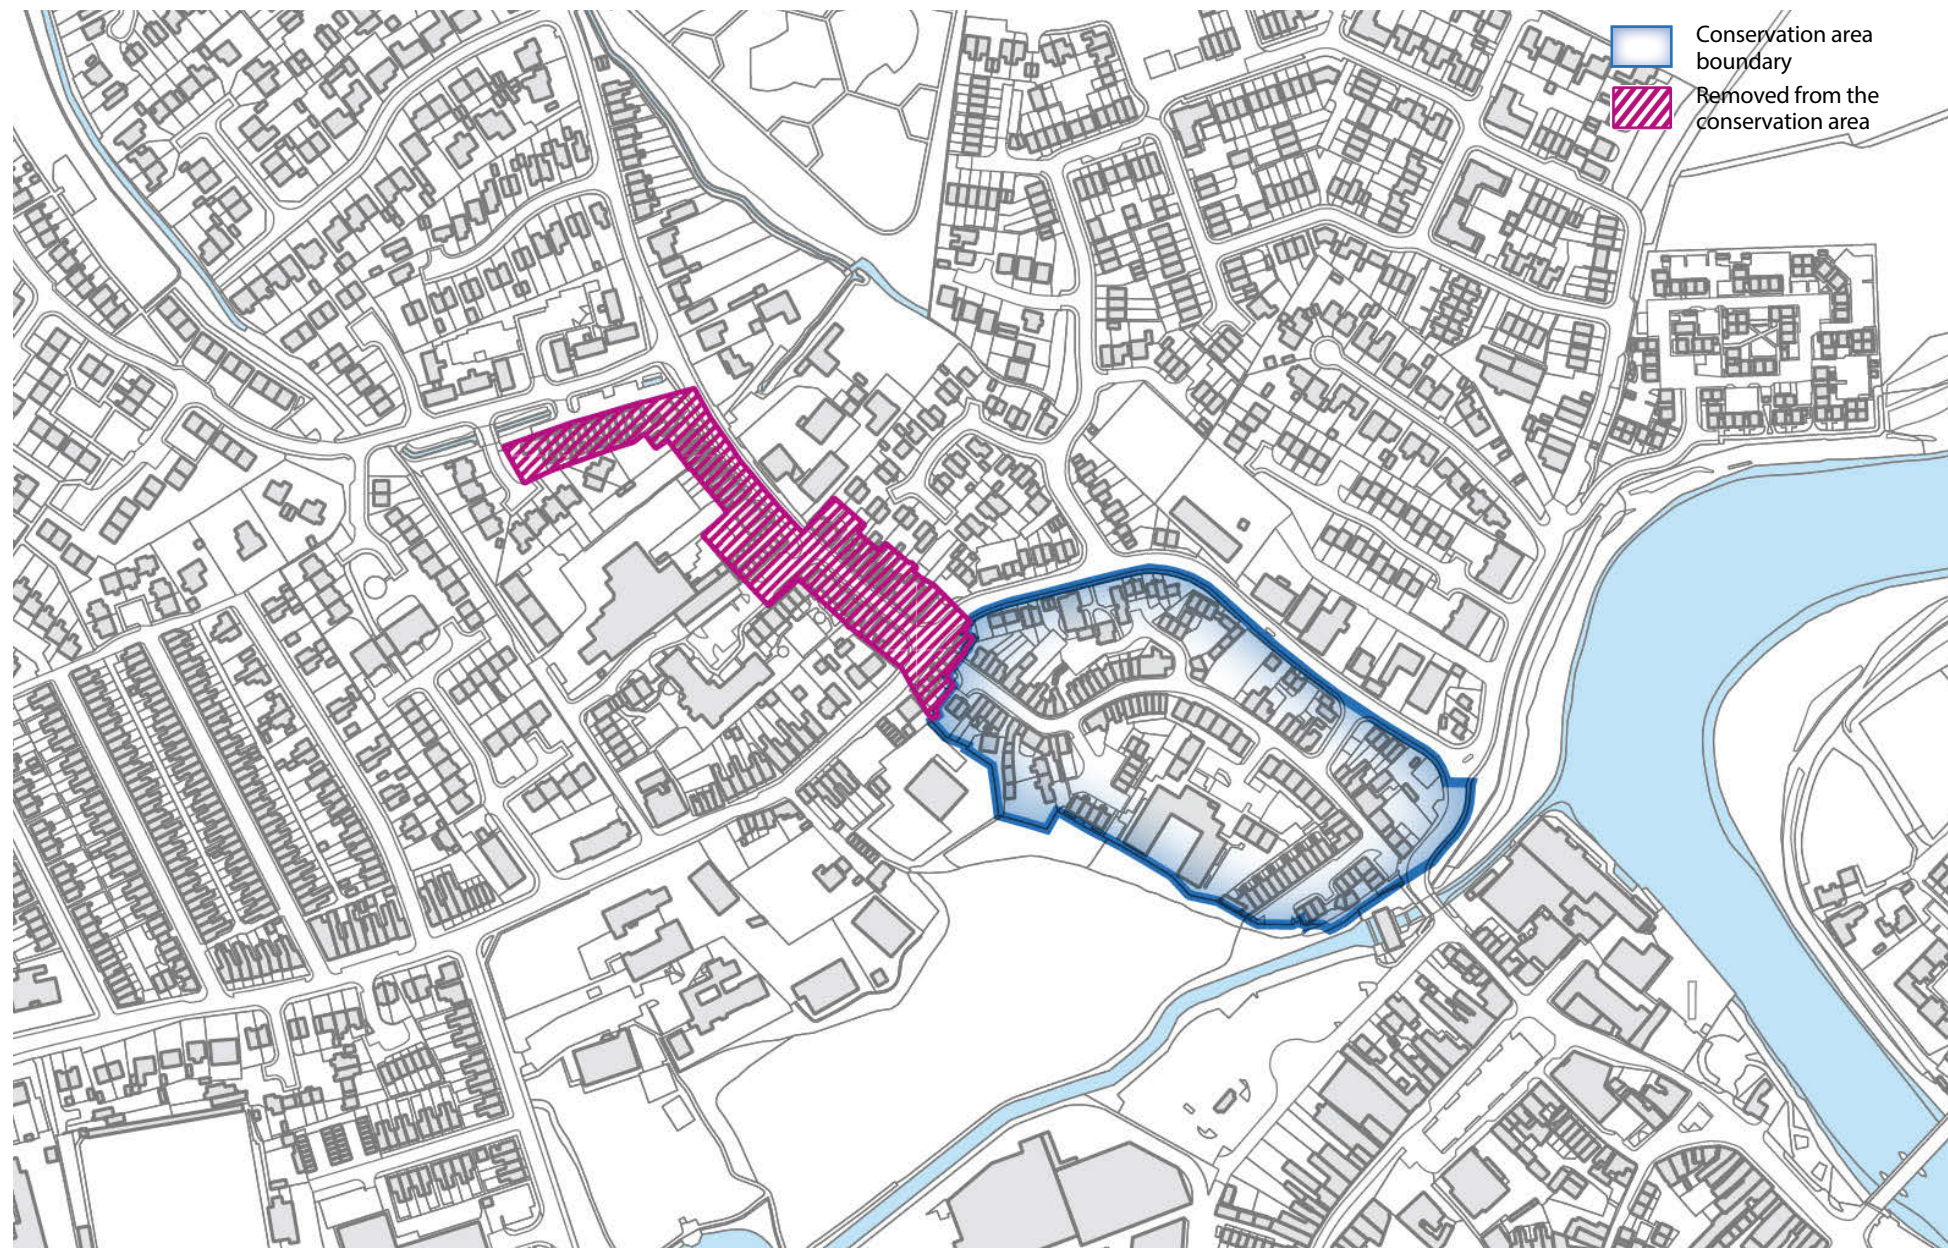 Conservation area
boundary
Removed from the
conservation area